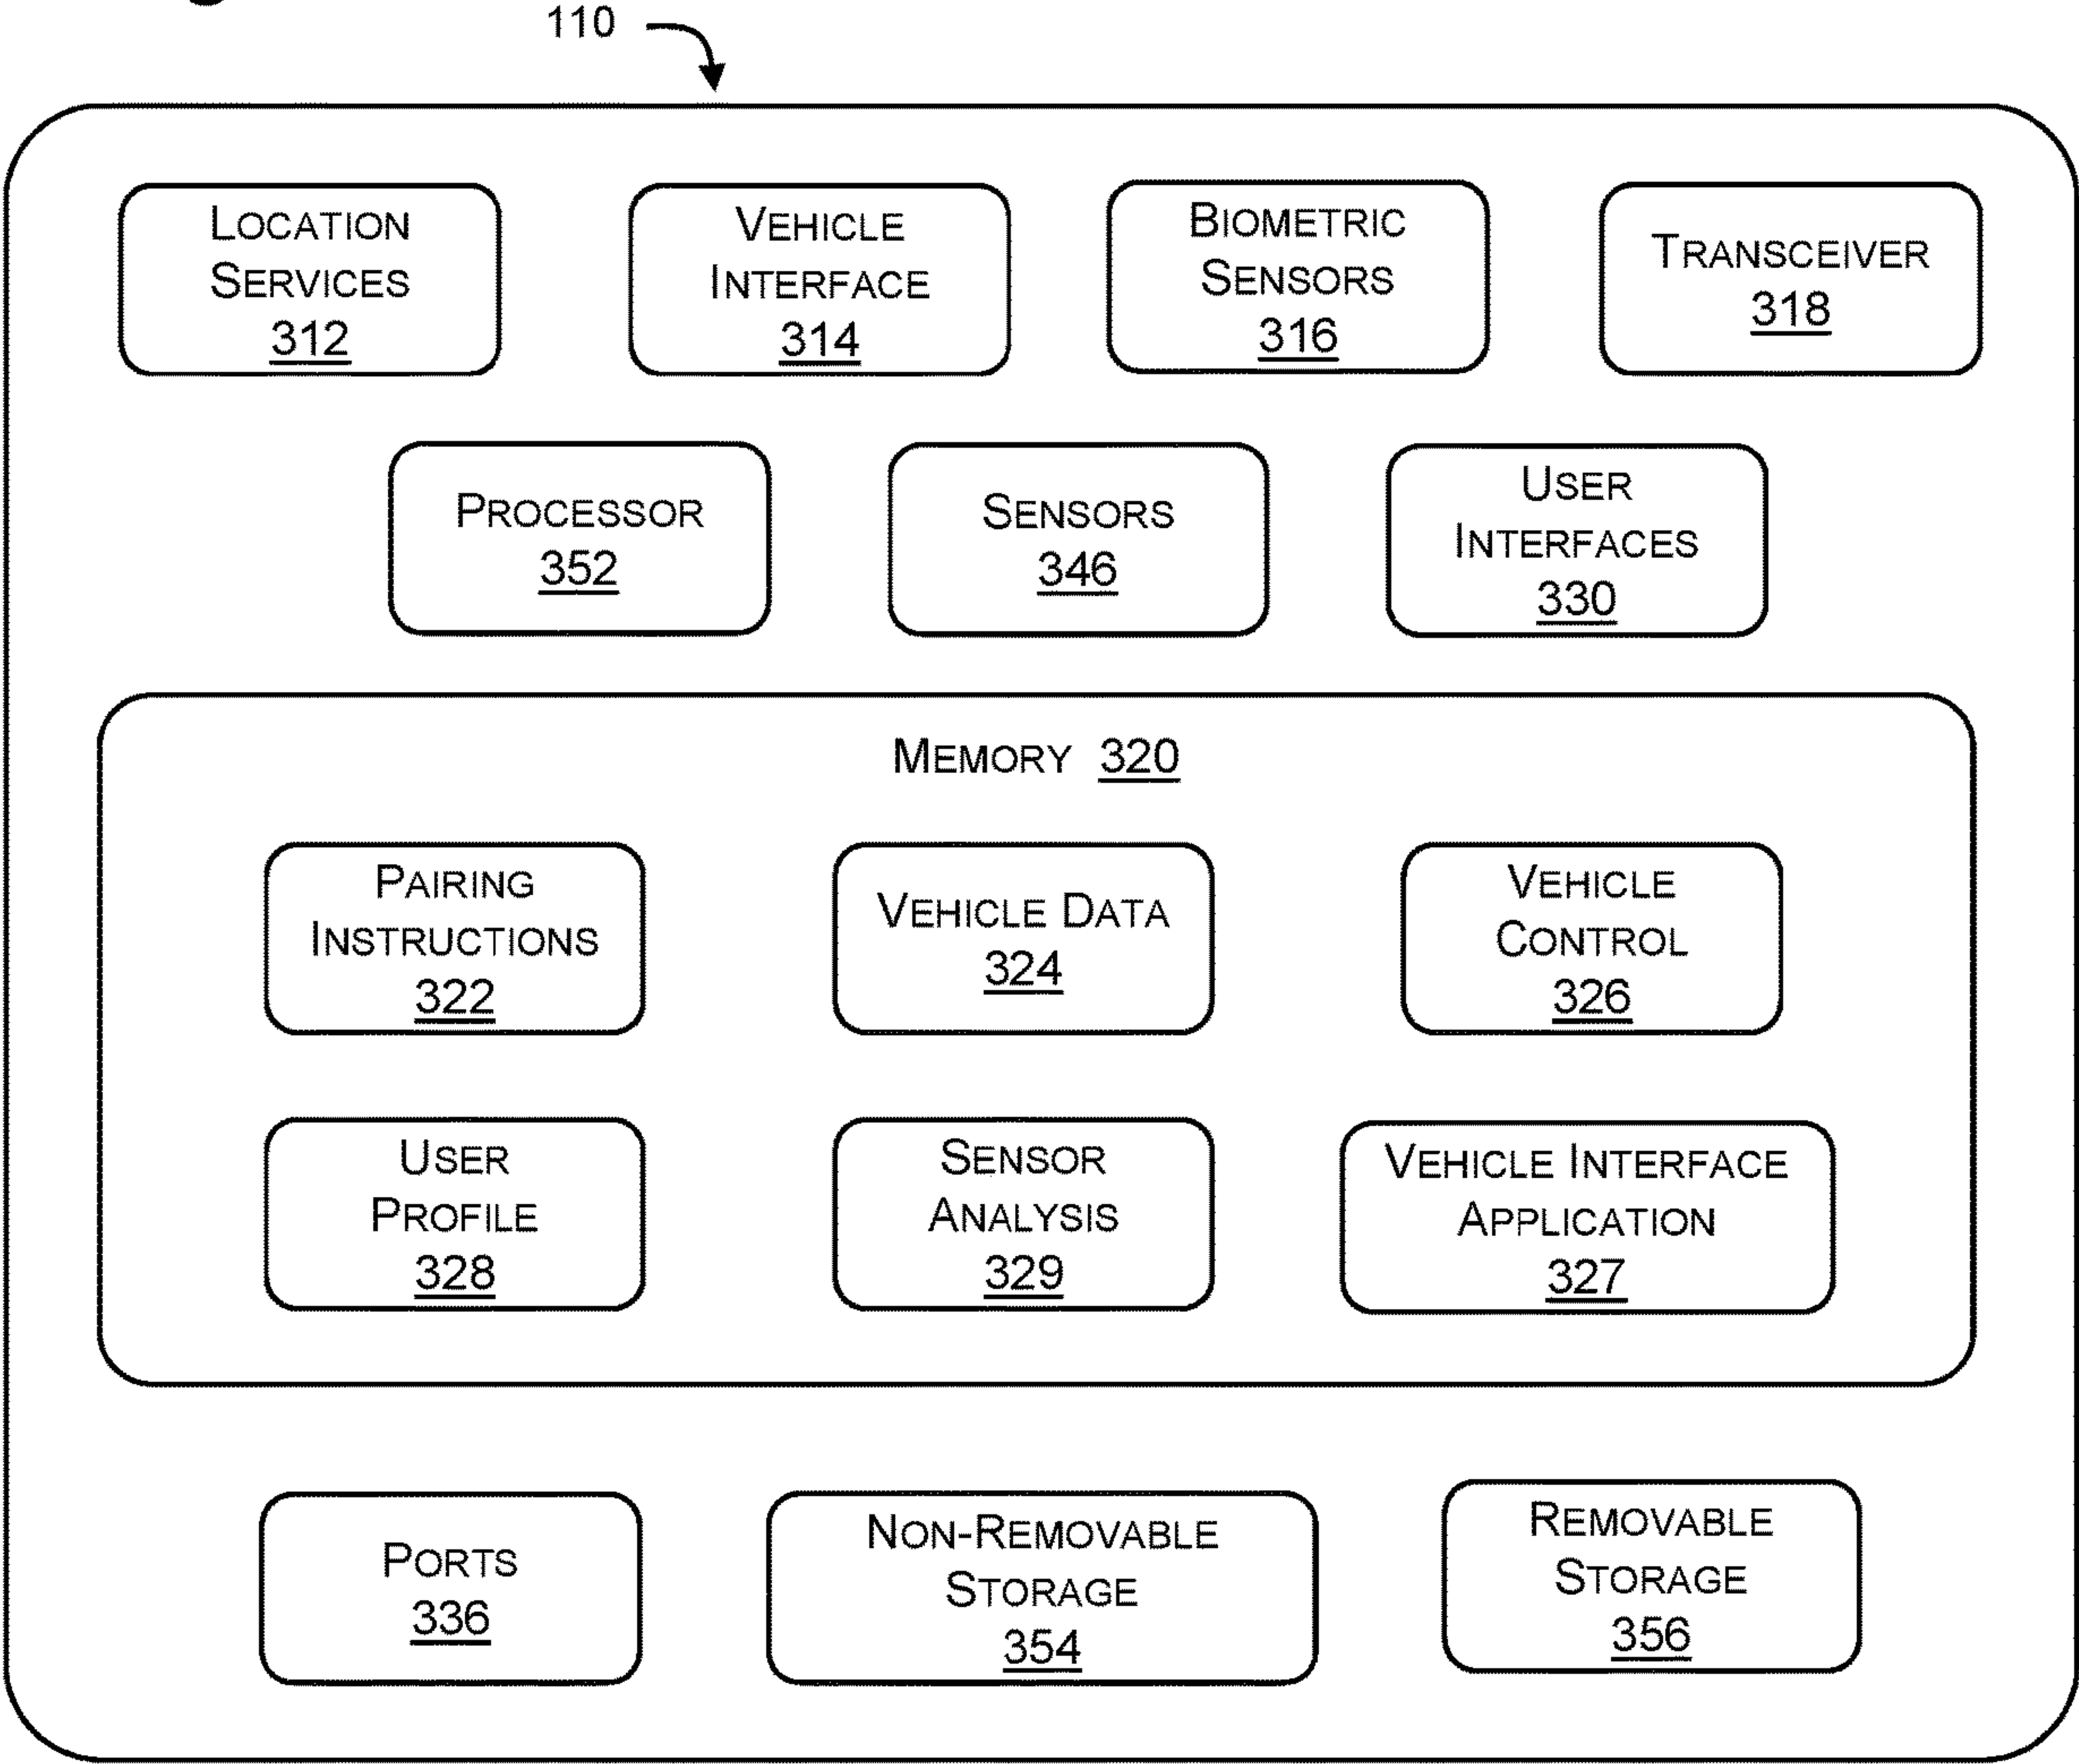 110
LOCATION
SERVICES
312
VEHICLE
INTERFACE
314
BIOMETRIC
SENSORS
316
TRANSCEIVER
318
PROCESSOR
352
SENSORS
346
USER
INTERFACES
330
MEMORY 320
PAIRING
INSTRUCTIONS
322
VEHICLE DATA
324
VEHICLE
CONTROL
326
USER
PROFILE
328
SENSOR
ANALYSIS
329
VEHICLE INTERFACE
APPLICATION
327
PORTS
336
NON-REMOVABLE
STORAGE
354
REMOVABLE
STORAGE
356